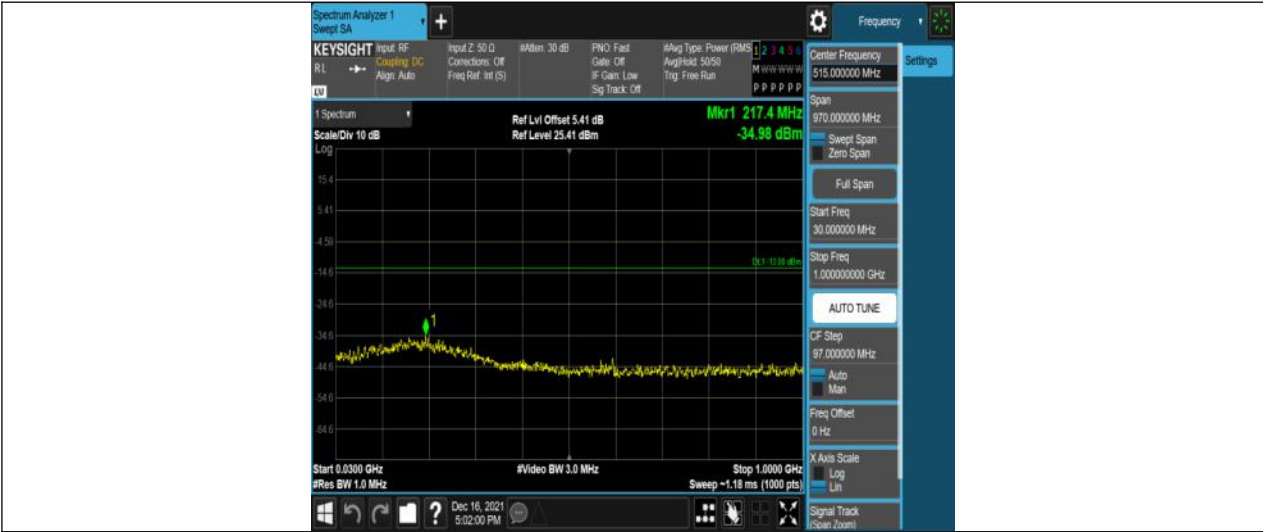 Spectrum Analyzer 1
Swept SA
+
Frequency
KEYSIGHT Input: RF
Coupling: DC
Align: Auto
RL
LW
Input Z: 50 Ω
Corrections: Off
Freq Ref: Int (S)
#Atten: 30 dB
PNO: Fast
Gate: Off
IF Gain: Low
Sig Track: Off
#Avg Type: Power (RMS
Avg|Hold: 50/50
Trig: Free Run
1 2 3 4 5 6
M W W W W W
P P P P P P
1 Spectrum
Scale/Div 10 dB
Ref Lvl Offset 5.41 dB
Ref Level 25.41 dBm
Mkr1 217.4 MHz
-34.98 dBm
Log
15.4
5.41
-4.59
-14.6
-24.6
-34.6
-44.6
-54.6
-64.6
DL1 -13.00 dBm
1
Start 0.0300 GHz
#Res BW 1.0 MHz
#Video BW 3.0 MHz
Stop 1.0000 GHz
Sweep ~1.18 ms (1000 pts)
Center Frequency
515.000000 MHz
Settings
Span
970.000000 MHz
Swept Span
Zero Span
Full Span
Start Freq
30.000000 MHz
Stop Freq
1.000000000 GHz
AUTO TUNE
CF Step
97.000000 MHz
Auto
Man
Freq Offset
0 Hz
X Axis Scale
Log
Lin
Signal Track
(Span Zoom)
?
Dec 16, 2021
5:02:00 PM